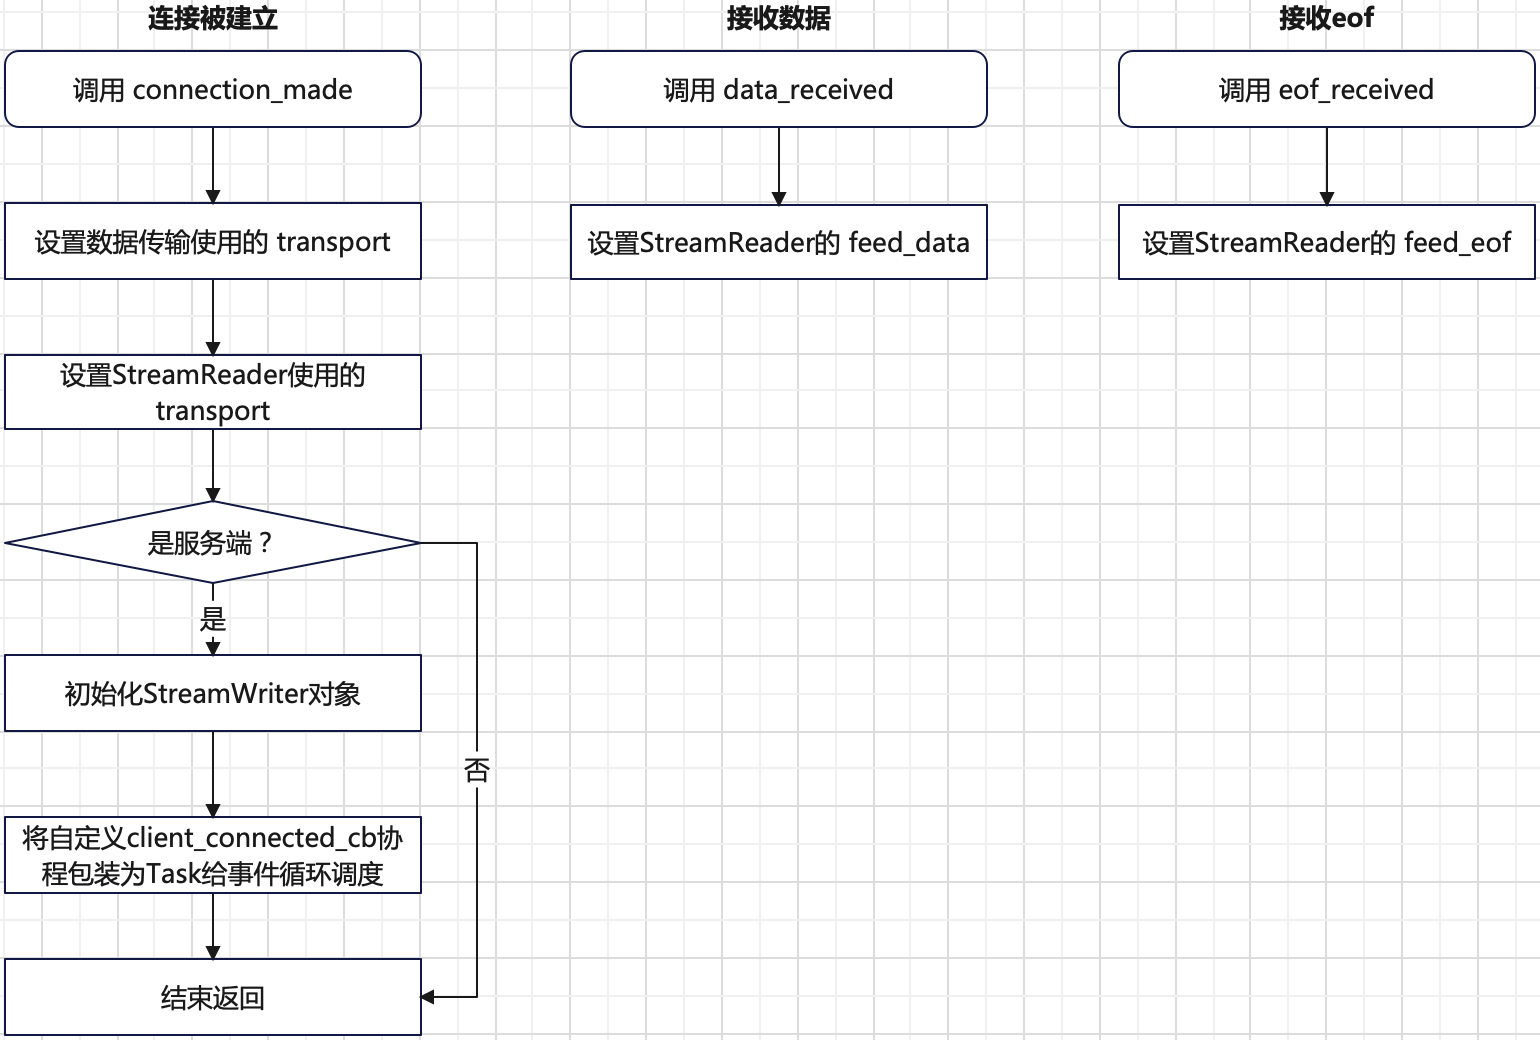 连接被建立
调用 connection_made
设置数据传输使用的 transport
设置StreamReader使用的
transport
是服务端？
是
否
初始化StreamWriter对象
将自定义client_connected_cb协
程包装为Task给事件循环调度
结束返回
接收数据
调用 data_received
设置StreamReader的 feed_data
接收eof
调用 eof_received
设置StreamReader的 feed_eof